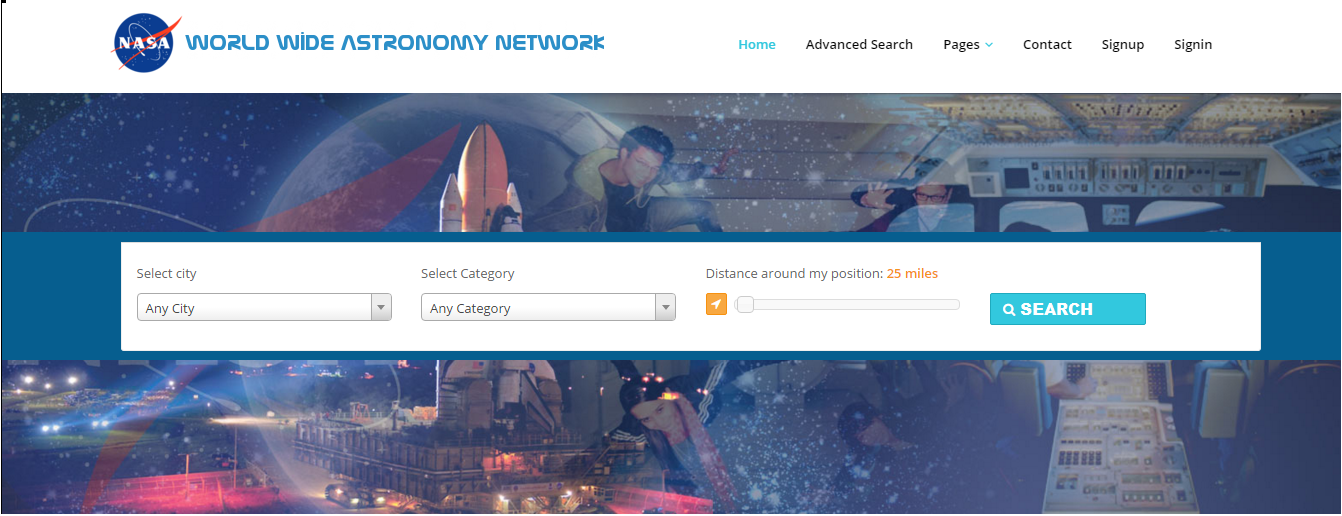 NASA
WORLD WIDE ASTRONOMY NETWORK
Home
Advanced Search
Pages
Contact
Signup
Signin
Select city
Select Category
Distance around my position: 25 miles
Any City
Any Category
SEARCH